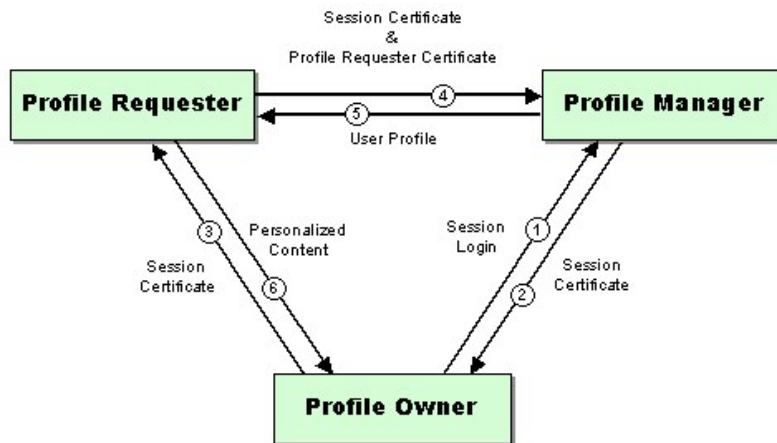 Session Certificate
&
Profile Requester Certificate
Profile Requester
4
Profile Manager
5
User Profile
3
Personalized
Content
Session
Login
1
Session
Certificate
6
2
Session
Certificate
Profile Owner